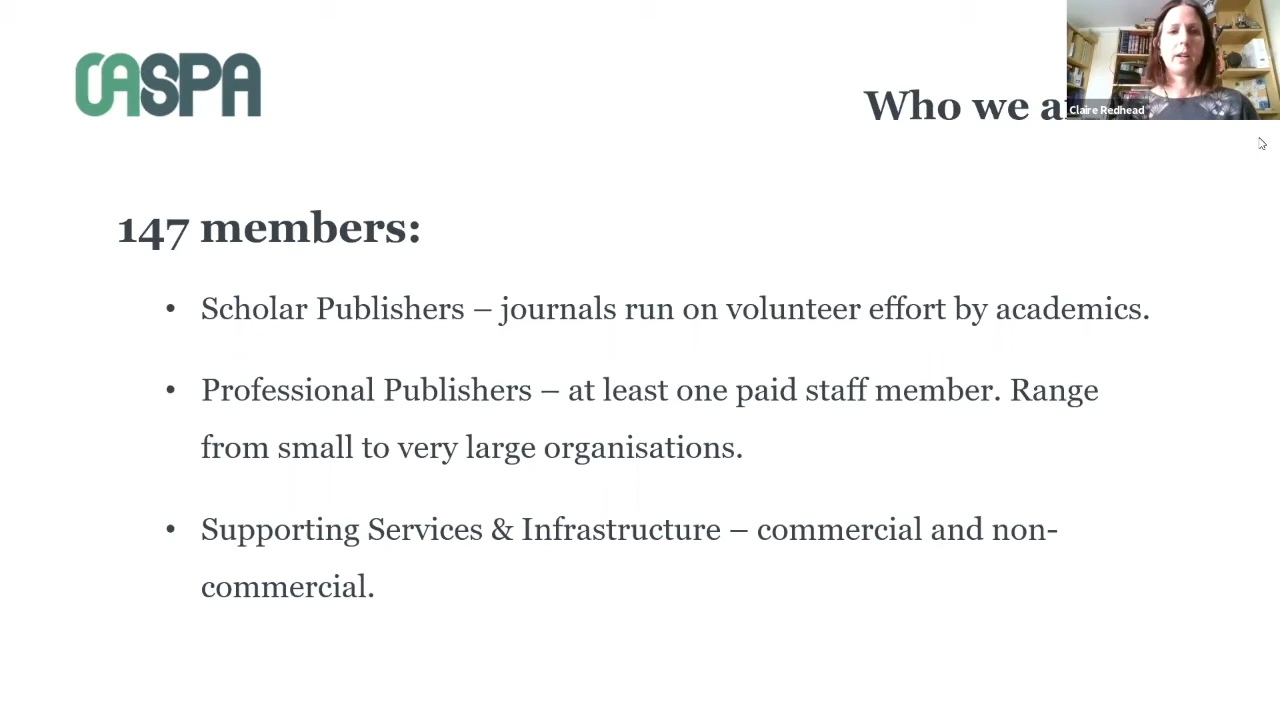 OASPA
Who we a
Claire Redhead
147 members:
• Scholar Publishers – journals run on volunteer effort by academics.
• Professional Publishers – at least one paid staff member. Range
from small to very large organisations.
• Supporting Services & Infrastructure – commercial and non-
commercial.